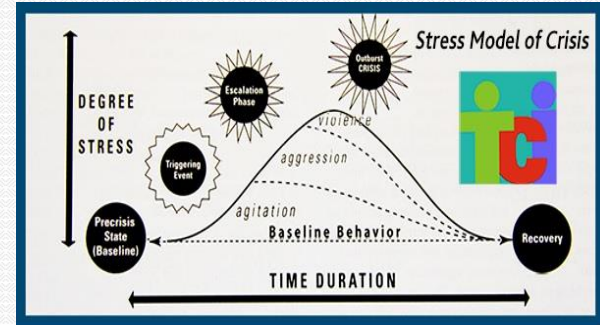 Stress Model of Crisis
Outburst
CRISIS
Escalation
Phase
DEGREE
OF
STRESS
violence
Triggering
Event
aggression
TCI
agitation
Precrisis
State
(Baseline)
Baseline Behavior
Recovery
TIME DURATION